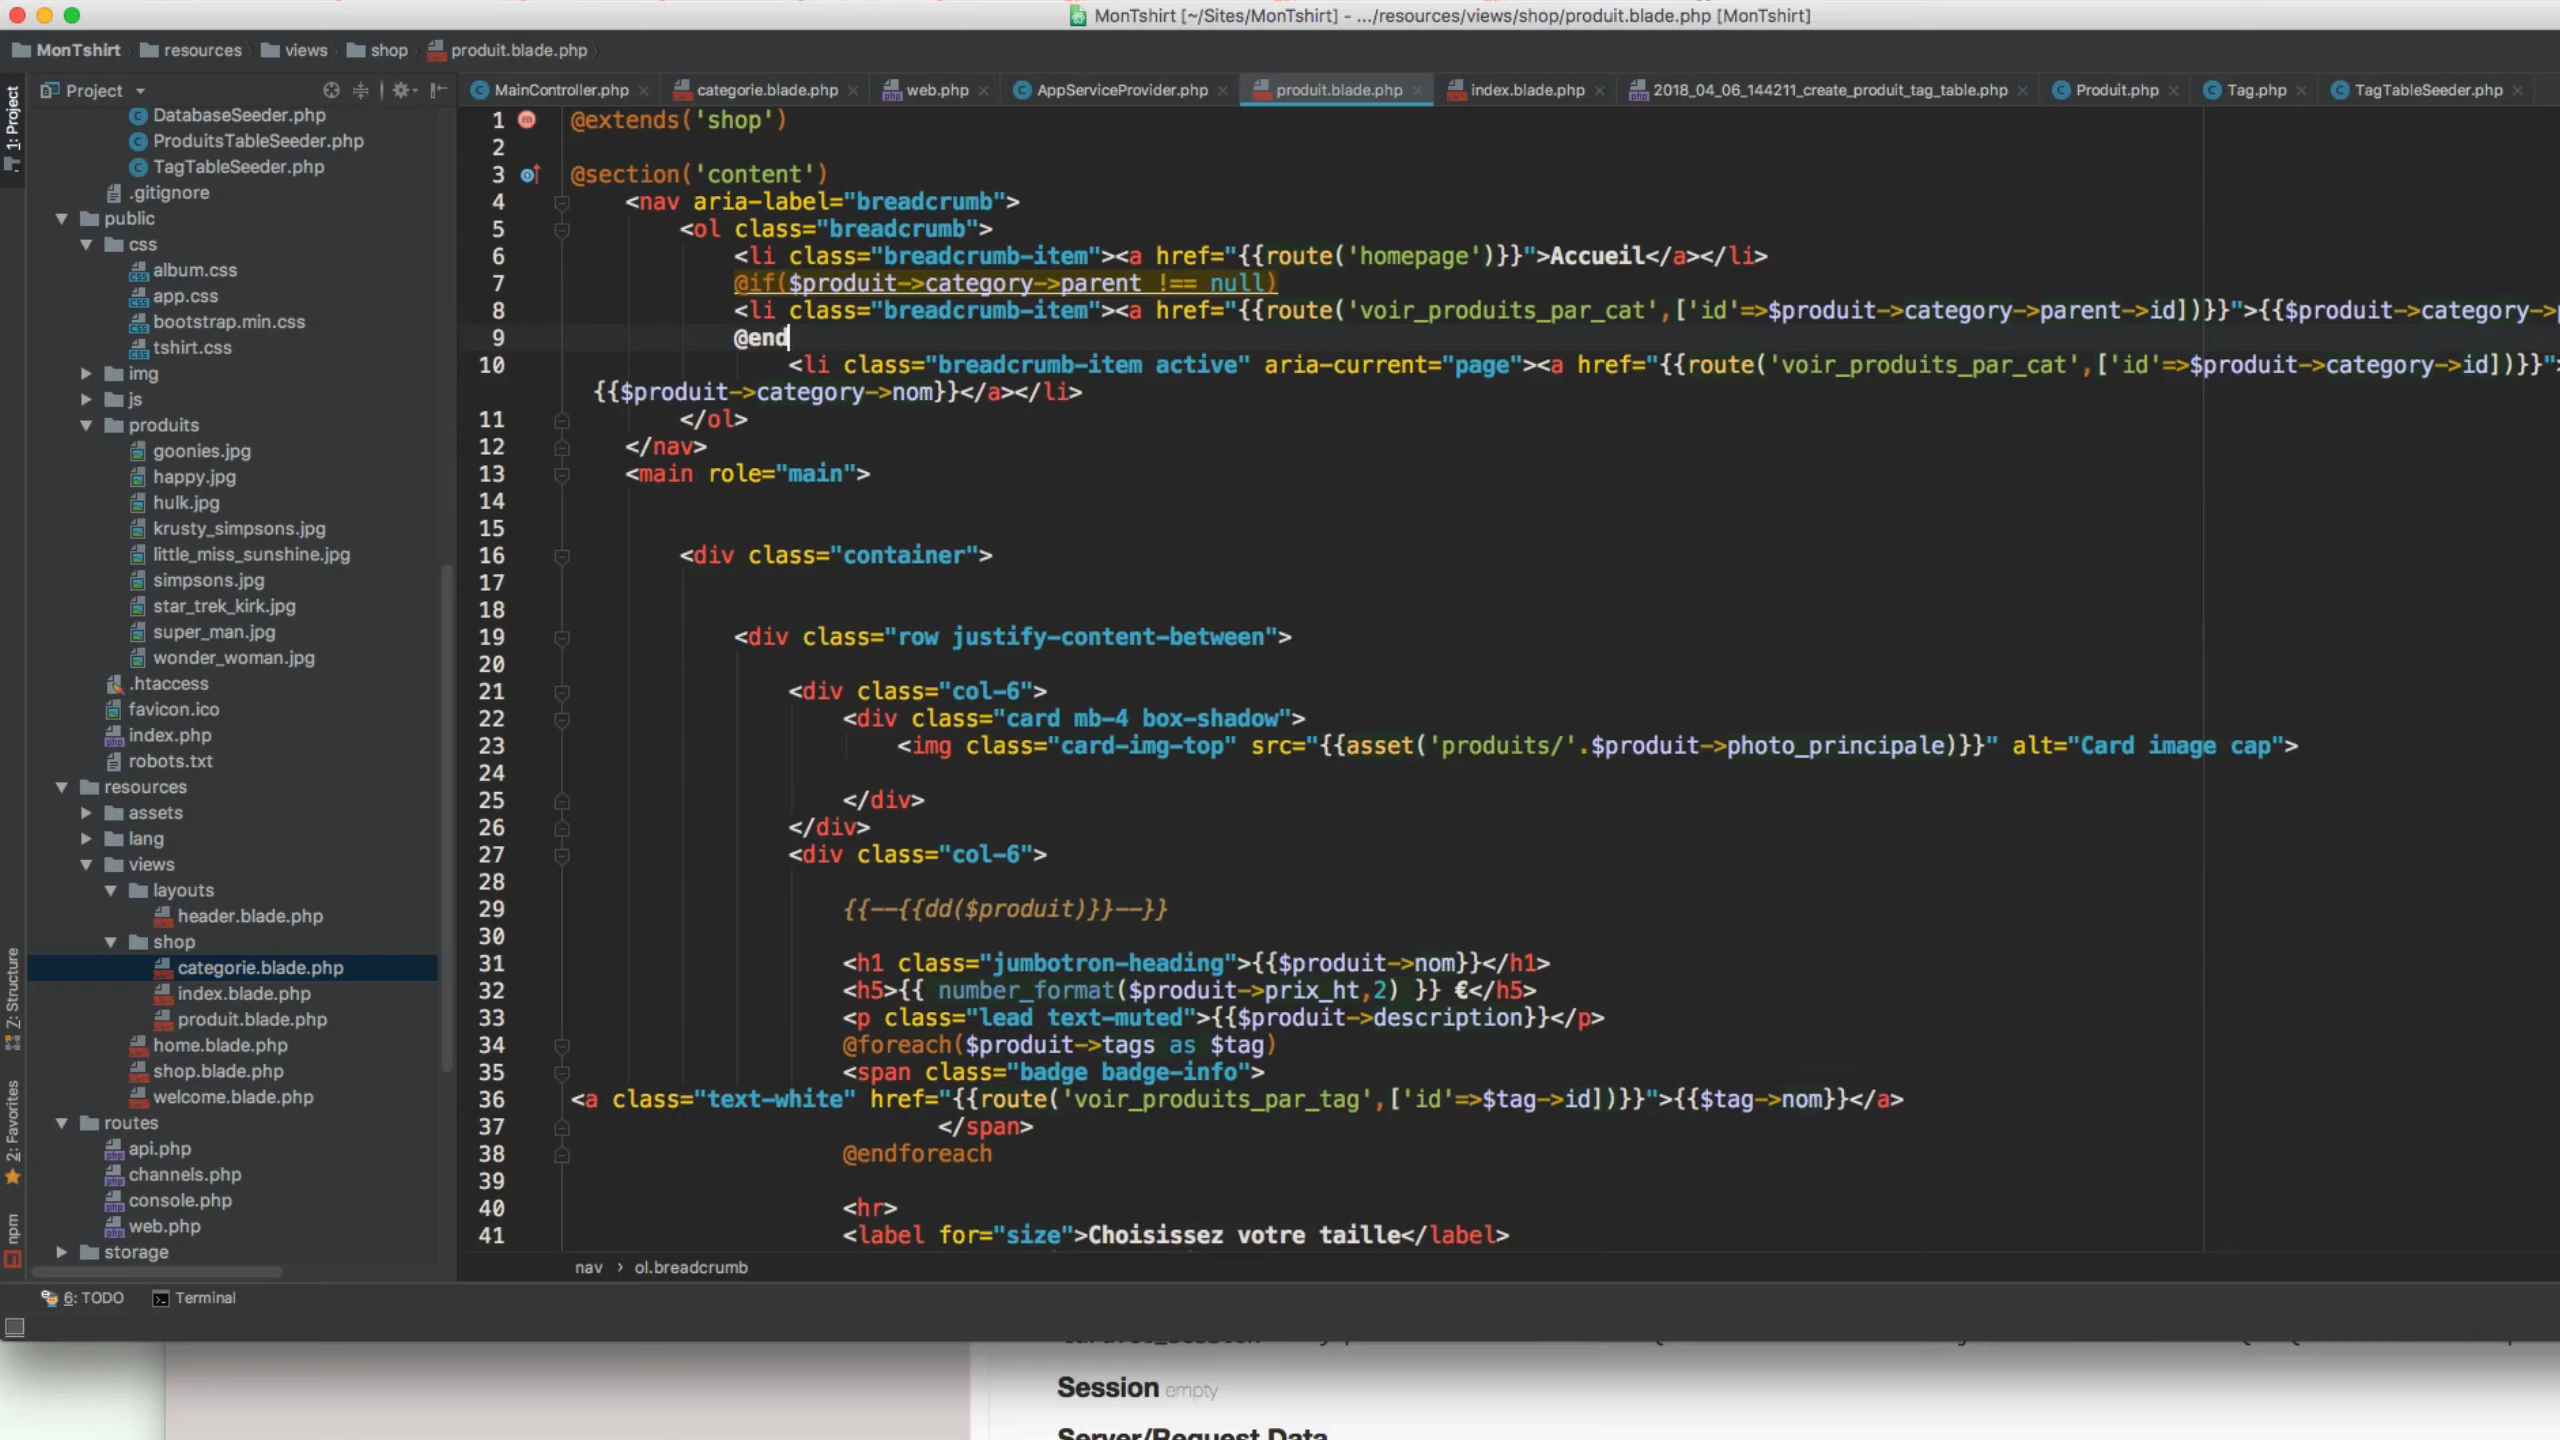 MonTshirt [~/Sites/MonTshirt] - .../resources/views/shop/produit.blade.php [MonTshirt]
MonTshirt resources views shop produit.blade.php
1: Project
Project
MainController.php categorie.blade.php web.php AppServiceProvider.php produit.blade.php index.blade.php 2018_04_06_144211_create_produit_tag_table.php Produit.php Tag.php TagTableSeeder.php
DatabaseSeeder.php
ProduitsTableSeeder.php
TagTableSeeder.php
.gitignore
public
css
album.css
app.css
bootstrap.min.css
tshirt.css
img
js
produits
goonies.jpg
happy.jpg
hulk.jpg
krusty_simpsons.jpg
little_miss_sunshine.jpg
simpsons.jpg
star_trek_kirk.jpg
super_man.jpg
wonder_woman.jpg
.htaccess
favicon.ico
index.php
robots.txt
resources
assets
lang
views
layouts
header.blade.php
shop
categorie.blade.php
index.blade.php
produit.blade.php
home.blade.php
shop.blade.php
welcome.blade.php
routes
api.php
channels.php
console.php
web.php
storage
7: Structure
2: Favorites
npm
1 @extends('shop')
2
3 @section('content')
4 <nav aria-label="breadcrumb">
5 <ol class="breadcrumb">
6 <li class="breadcrumb-item"><a href="{{route('homepage')}}">Accueil</a></li>
7 @if($produit->category->parent !== null)
8 <li class="breadcrumb-item"><a href="{{route('voir_produits_par_cat',['id'=>$produit->category->parent->id])}}">{{$produit->category->p
9 @end
10 <li class="breadcrumb-item active" aria-current="page"><a href="{{route('voir_produits_par_cat',['id'=>$produit->category->id])}}">
{{$produit->category->nom}}</a></li>
11 </ol>
12 </nav>
13 <main role="main">
14
15
16 <div class="container">
17
18
19 <div class="row justify-content-between">
20
21 <div class="col-6">
22 <div class="card mb-4 box-shadow">
23 <img class="card-img-top" src="{{asset('produits/'.$produit->photo_principale)}}" alt="Card image cap">
24
25 </div>
26 </div>
27 <div class="col-6">
28
29 {{--{{dd($produit)}}--}}
30
31 <h1 class="jumbotron-heading">{{$produit->nom}}</h1>
32 <h5>{{ number_format($produit->prix_ht,2) }} €</h5>
33 <p class="lead text-muted">{{$produit->description}}</p>
34 @foreach($produit->tags as $tag)
35 <span class="badge badge-info">
36 <a class="text-white" href="{{route('voir_produits_par_tag',['id'=>$tag->id])}}">{{$tag->nom}}</a>
37 </span>
38 @endforeach
39
40 <hr>
41 <label for="size">Choisissez votre taille</label>
nav › ol.breadcrumb
6: TODO Terminal
Session empty
Server/Request Data